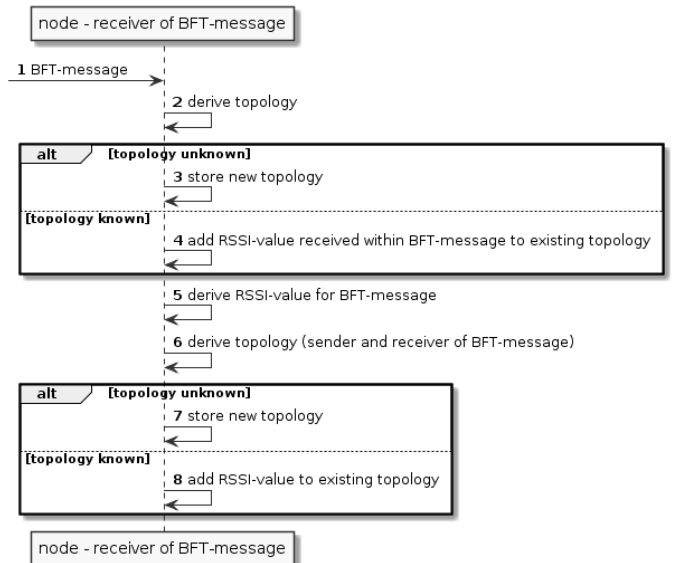 node - receiver of BFT-message
1 BFT-message
2 derive topology
alt [topology unknown]
3 store new topology
[topology known]
4 add RSSI-value received within BFT-message to existing topology
5 derive RSSI-value for BFT-message
6 derive topology (sender and receiver of BFT-message)
alt [topology unknown]
7 store new topology
[topology known]
8 add RSSI-value to existing topology
node - receiver of BFT-message